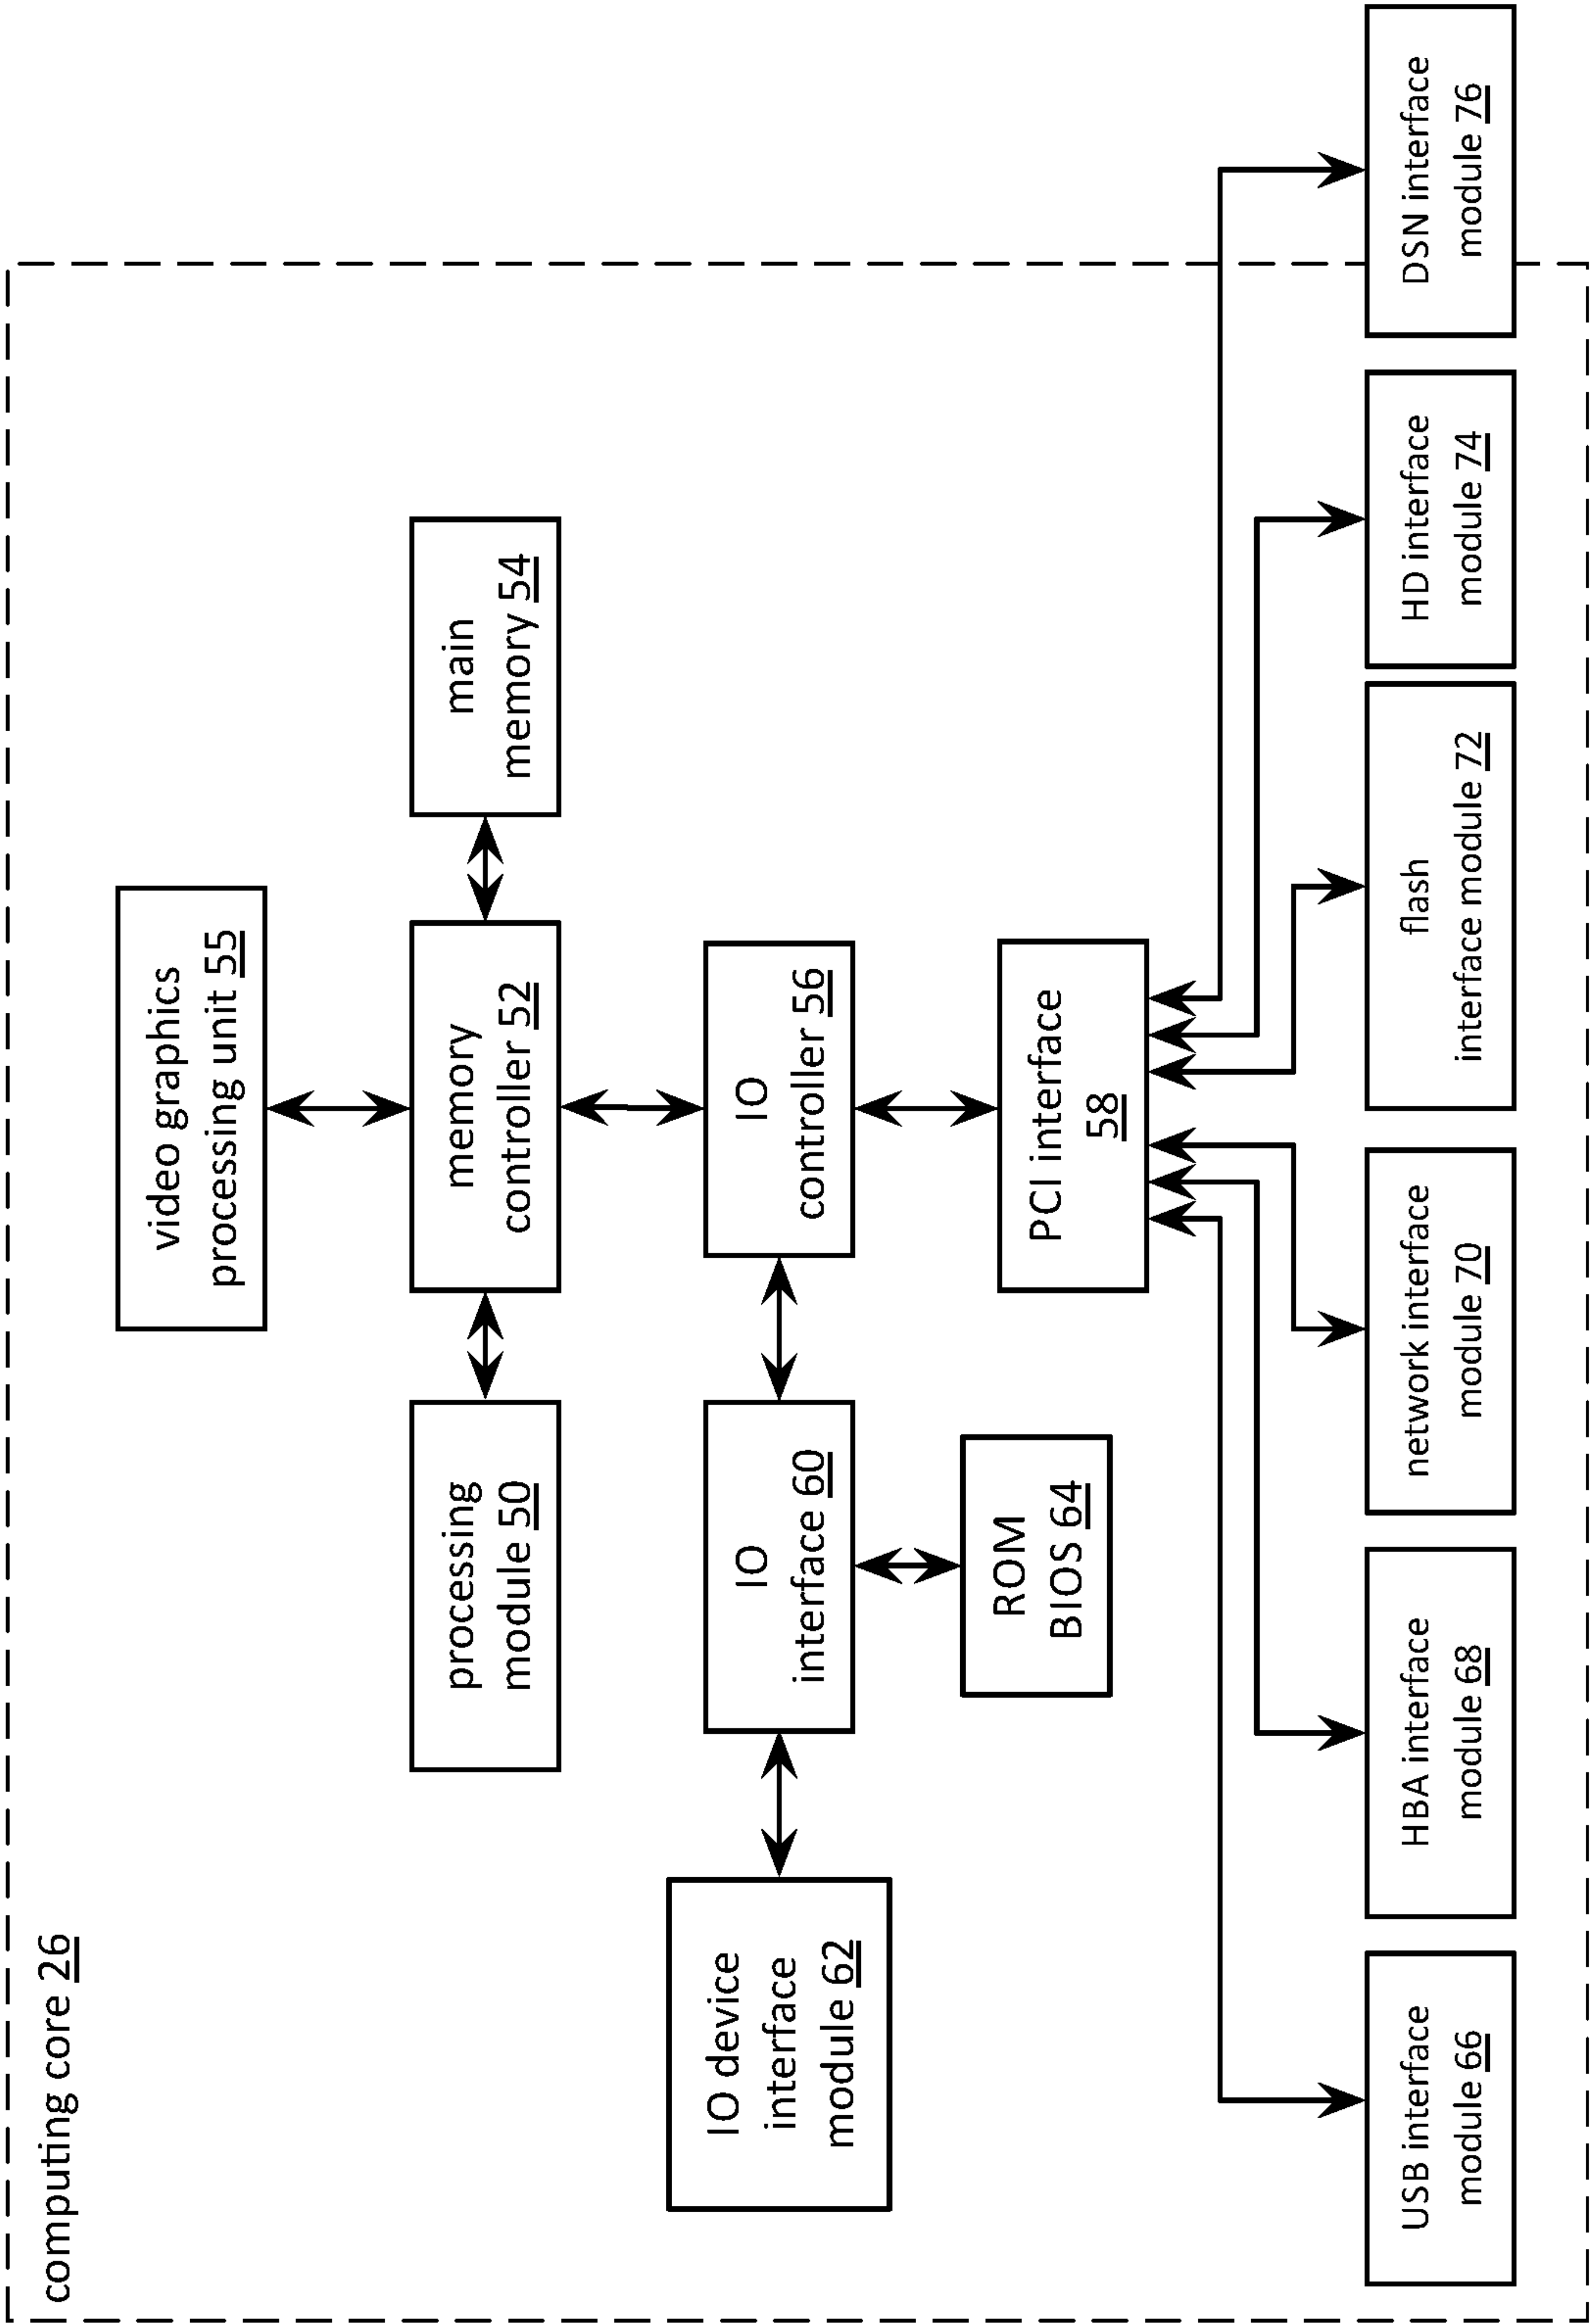 computing core 26
video graphics
processing unit 55
processing
module 50
memory
controller 52
main
memory 54
IO device
interface
module 62
IO
interface 60
IO
controller 56
ROM
BIOS 64
PCI interface
58
USB interface
module 66
HBA interface
module 68
network interface
module 70
flash
interface module 72
HD interface
module 74
DSN interface
module 76